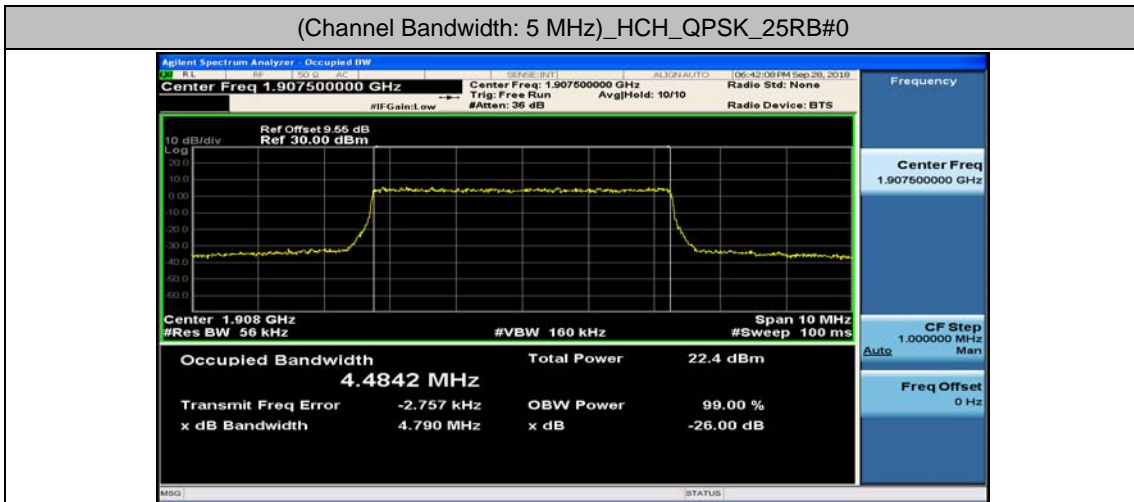 (Channel Bandwidth: 5 MHz)_HCH_QPSK_25RB#0
Agilent Spectrum Analyzer - Occupied BW
RL RF 50 Ω AC SENSE:INT ALIGN AUTO 06:42:08 PM Sep 28, 2018
Center Freq 1.907500000 GHz
Center Freq: 1.907500000 GHz
Radio Std: None
Trig: Free Run Avg|Hold: 10/10
#IFGain:Low #Atten: 36 dB Radio Device: BTS
Ref Offset 9.55 dB
10 dB/div Ref 30.00 dBm
Log
20.0
10.0
0.00
-10.0
-20.0
-30.0
-40.0
-50.0
-60.0
Center 1.908 GHz Span 10 MHz
#Res BW 56 kHz #VBW 160 kHz #Sweep 100 ms
Occupied Bandwidth Total Power 22.4 dBm
4.4842 MHz
Transmit Freq Error -2.757 kHz OBW Power 99.00 %
x dB Bandwidth 4.790 MHz x dB -26.00 dB
MSG STATUS
Frequency
Center Freq
1.907500000 GHz
CF Step
1.000000 MHz
Auto Man
Freq Offset
0 Hz